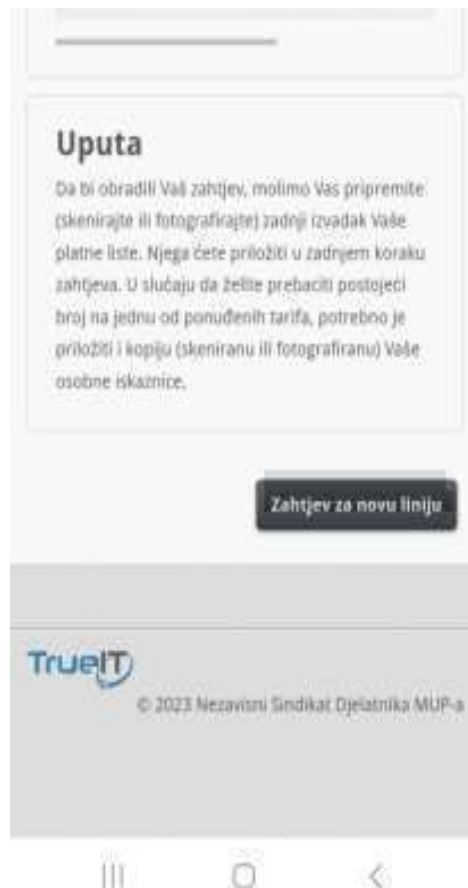 Uputa
Da bi obradili Vaš zahtjev, molimo Vas pripremite
(skenirajte ili fotografirajte) zadnji izvadak Vaše
platne liste. Njega ćete priložiti u zadnjem koraku
zahtjeva. U slučaju da želite prebaciti postojeći
broj na jednu od ponuđenih tarifa, potrebno je
priložiti i kopiju (skeniranu ili fotografiranu) Vaše
osobne iskaznice.
Zahtjev za novu liniju
TrueIT
© 2023 Nezavisni Sindikat Djelatnika MUP-a